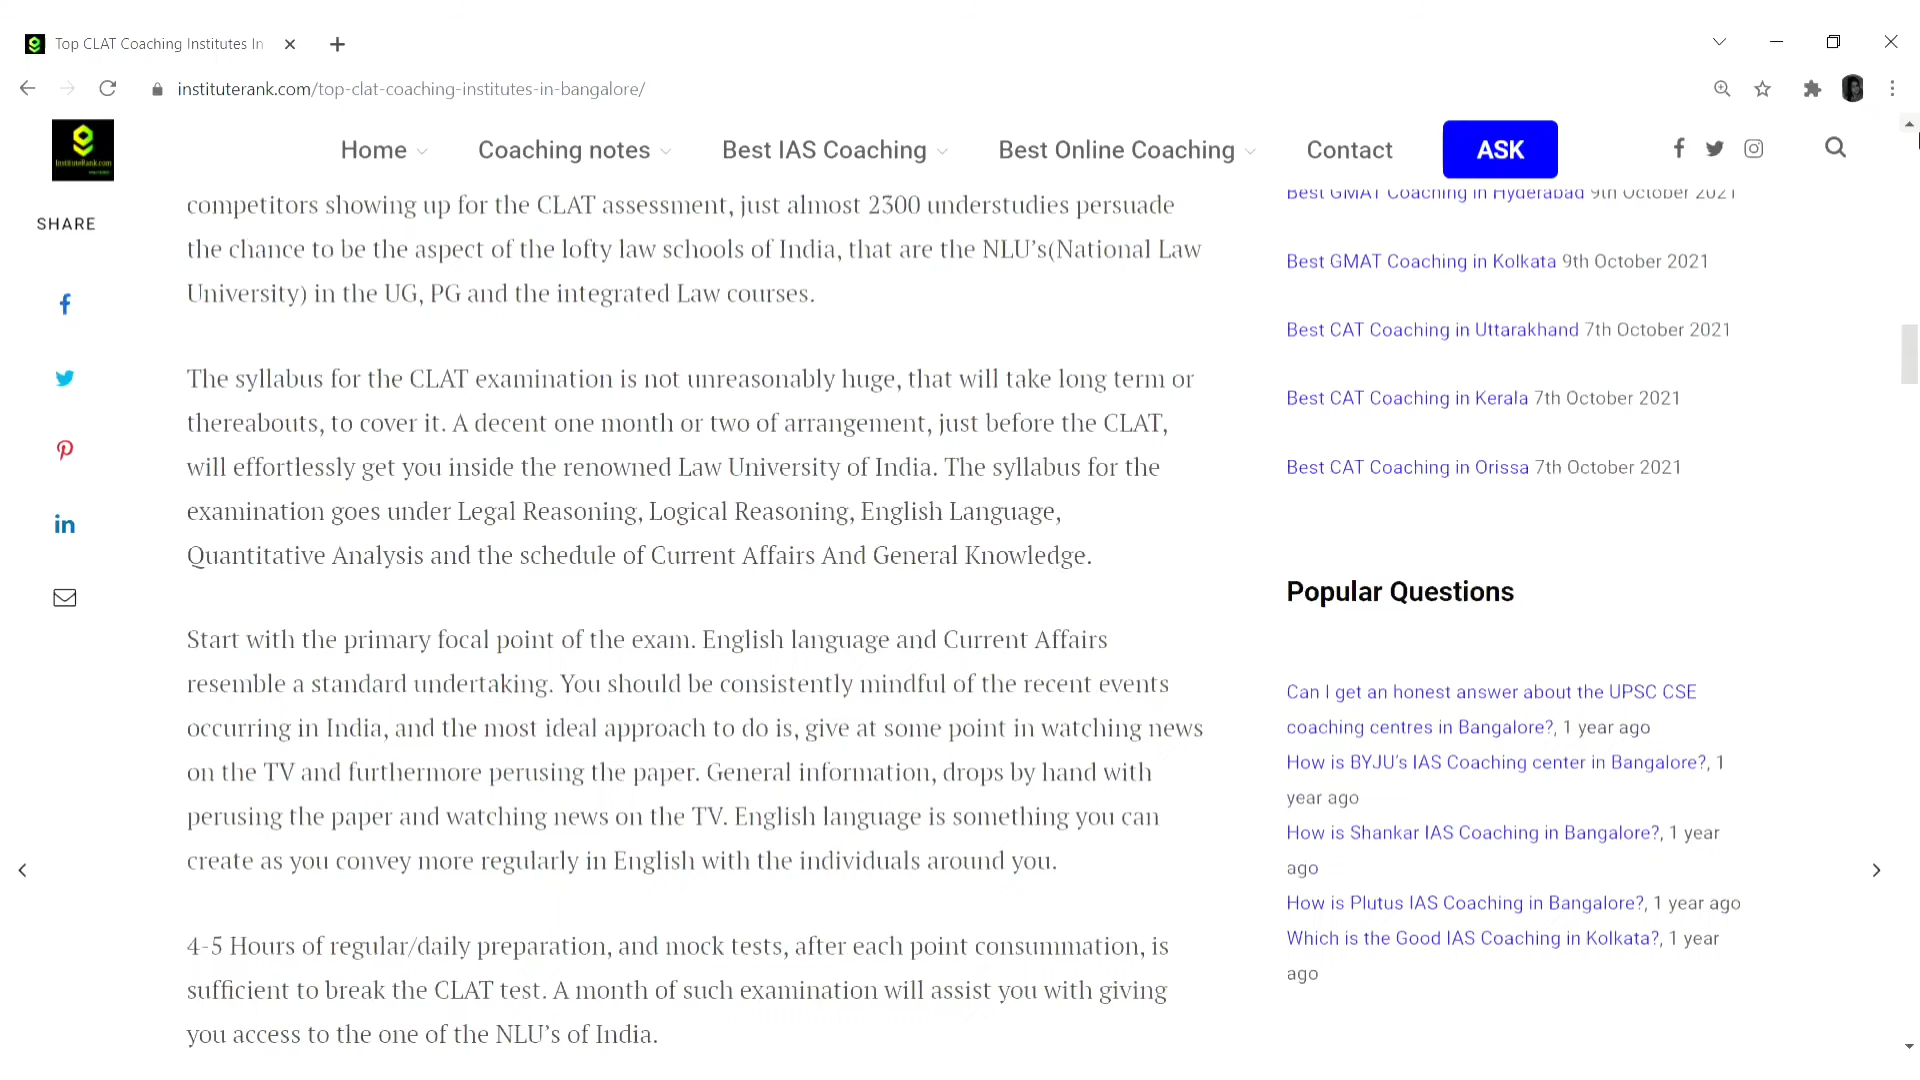 Top CLAT Coaching Institutes In
instituterank.com/top-clat-coaching-institutes-in-bangalore/
InstituteRank.com
Home
Coaching notes
Best IAS Coaching
Best Online Coaching
Contact
ASK
SHARE
competitors showing up for the CLAT assessment, just almost 2300 understudies persuade
the chance to be the aspect of the lofty law schools of India, that are the NLU’s(National Law
University) in the UG, PG and the integrated Law courses.
The syllabus for the CLAT examination is not unreasonably huge, that will take long term or
thereabouts, to cover it. A decent one month or two of arrangement, just before the CLAT,
will effortlessly get you inside the renowned Law University of India. The syllabus for the
examination goes under Legal Reasoning, Logical Reasoning, English Language,
Quantitative Analysis and the schedule of Current Affairs And General Knowledge.
Start with the primary focal point of the exam. English language and Current Affairs
resemble a standard undertaking. You should be consistently mindful of the recent events
occurring in India, and the most ideal approach to do is, give at some point in watching news
on the TV and furthermore perusing the paper. General information, drops by hand with
perusing the paper and watching news on the TV. English language is something you can
create as you convey more regularly in English with the individuals around you.
4-5 Hours of regular/daily preparation, and mock tests, after each point consummation, is
sufficient to break the CLAT test. A month of such examination will assist you with giving
you access to the one of the NLU’s of India.
Best GMAT Coaching in Hyderabad 9th October 2021
Best GMAT Coaching in Kolkata 9th October 2021
Best CAT Coaching in Uttarakhand 7th October 2021
Best CAT Coaching in Kerala 7th October 2021
Best CAT Coaching in Orissa 7th October 2021
Popular Questions
Can I get an honest answer about the UPSC CSE
coaching centres in Bangalore?, 1 year ago
How is BYJU’s IAS Coaching center in Bangalore?, 1
year ago
How is Shankar IAS Coaching in Bangalore?, 1 year
ago
How is Plutus IAS Coaching in Bangalore?, 1 year ago
Which is the Good IAS Coaching in Kolkata?, 1 year
ago